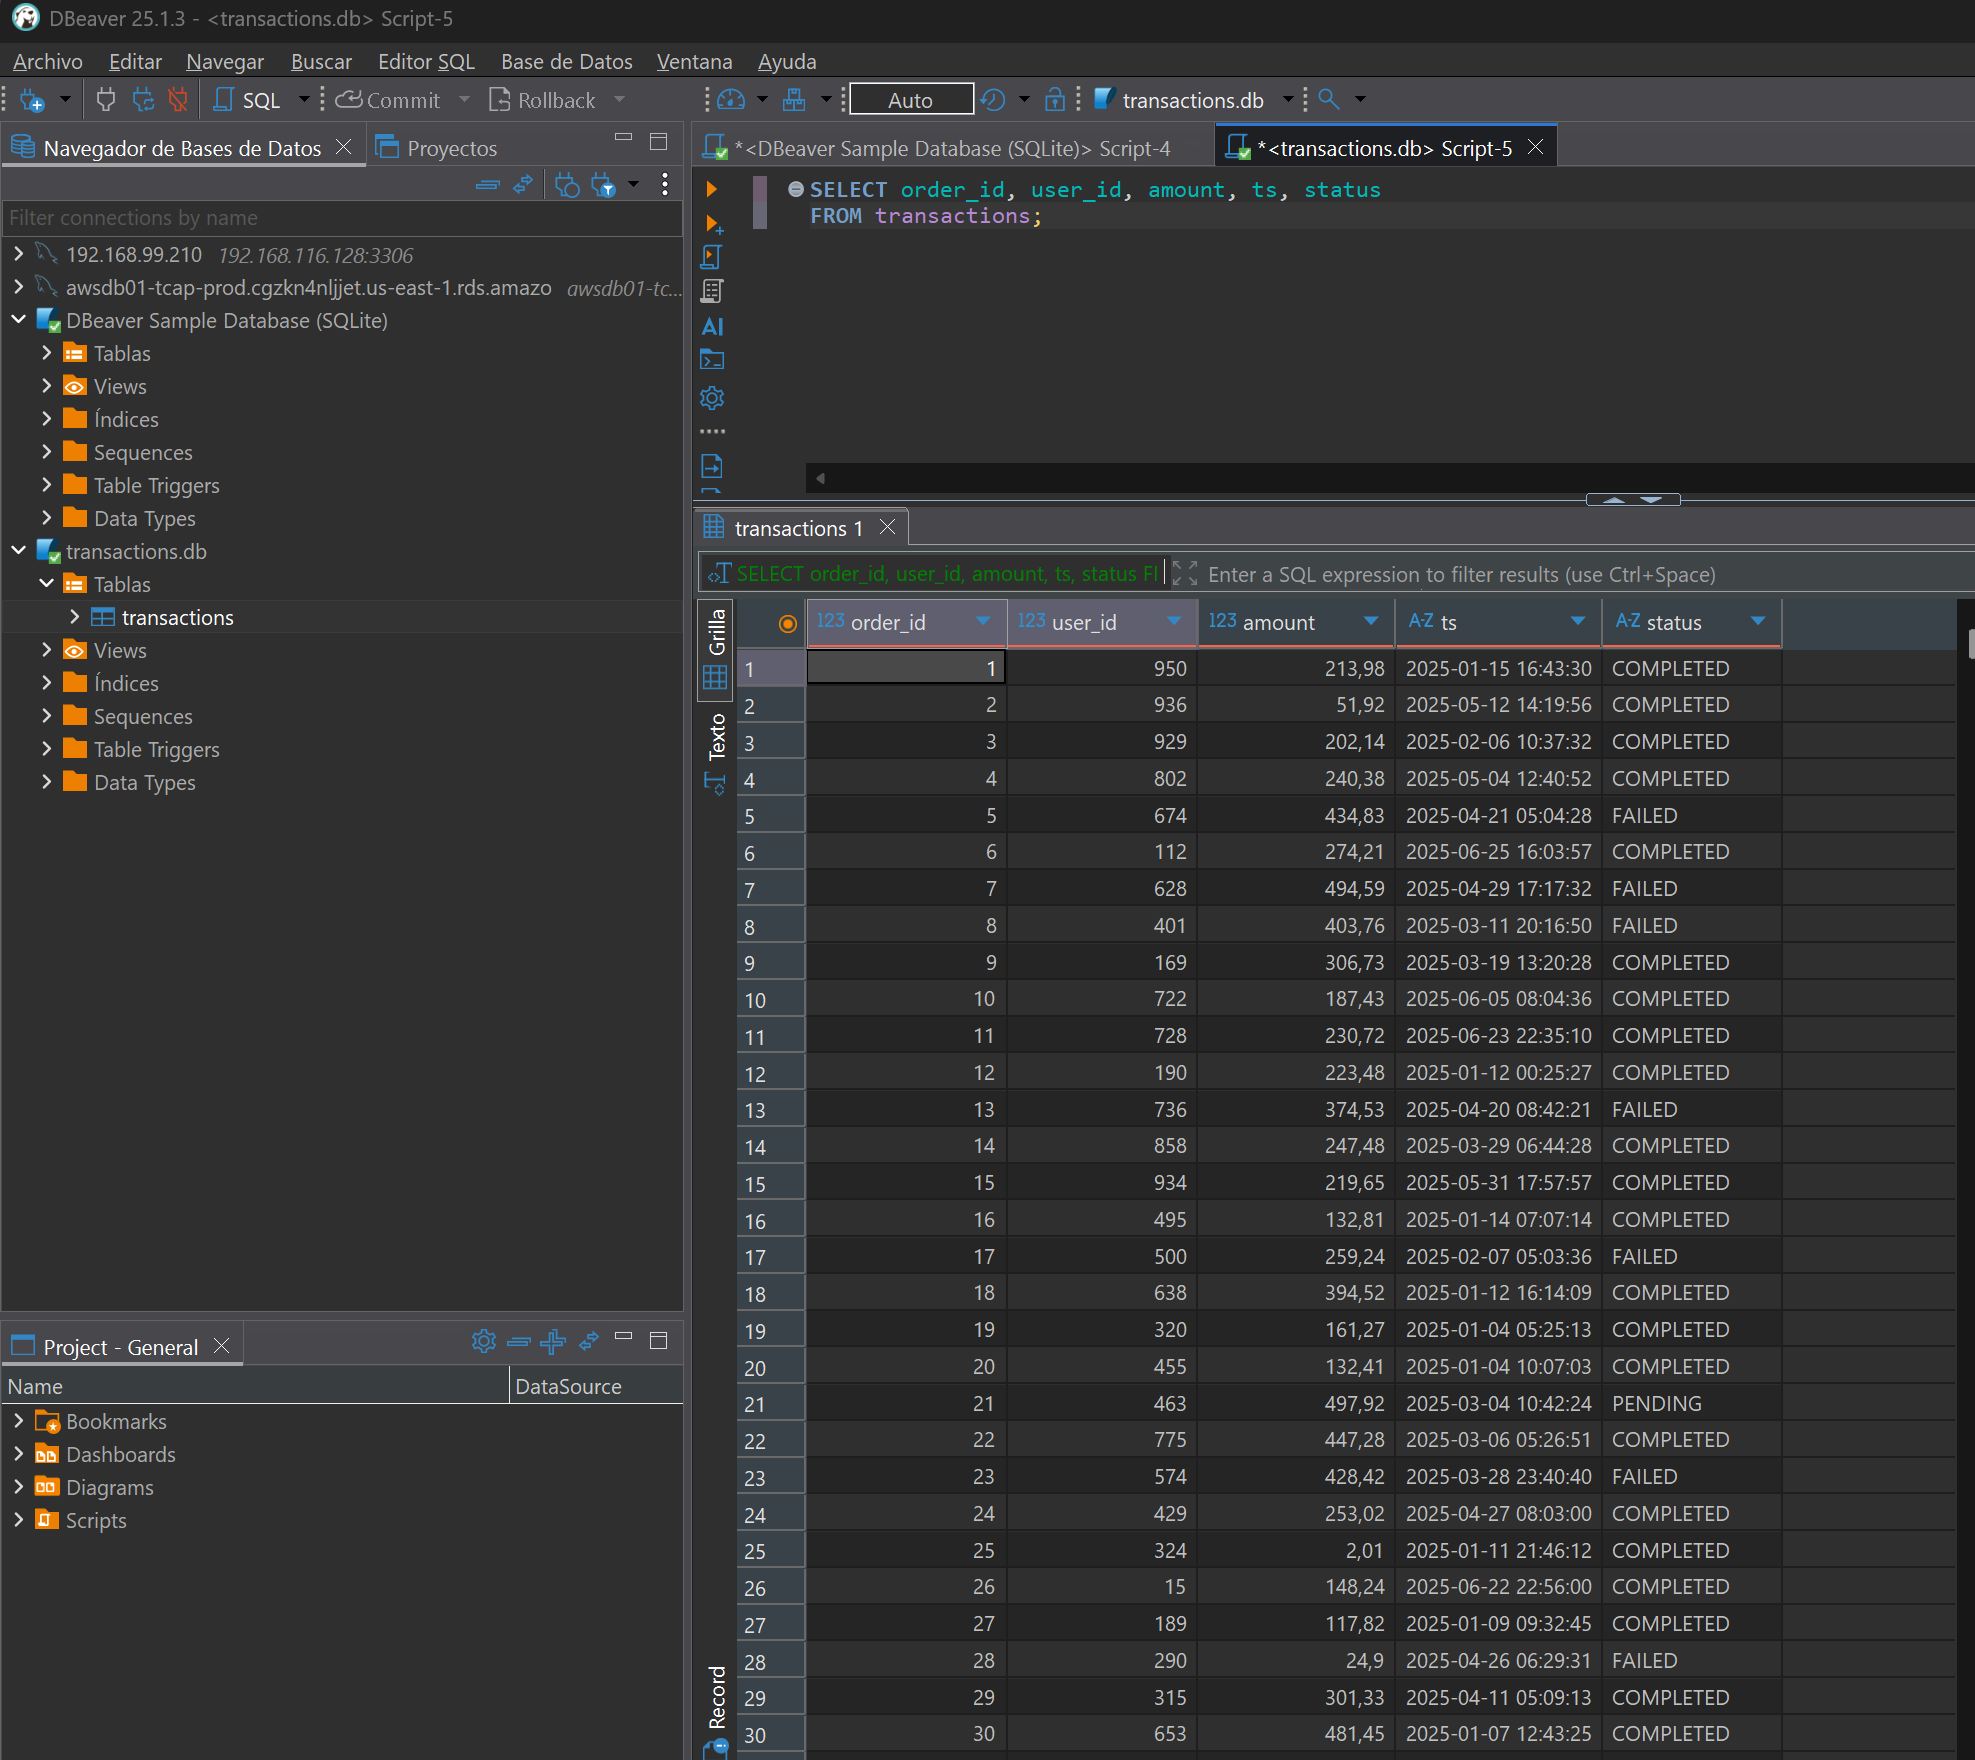 DBeaver 25.1.3 - <transactions.db> Script-5
Archivo Editar Navegar Buscar Editor SQL Base de Datos Ventana Ayuda
SQL Commit Rollback Auto transactions.db
Navegador de Bases de Datos Proyectos
*<DBeaver Sample Database (SQLite)> Script-4 *<transactions.db> Script-5
Filter connections by name
192.168.99.210 192.168.116.128:3306
awsdb01-tcap-prod.cgzkn4nljjet.us-east-1.rds.amazo awsdb01-tc...
DBeaver Sample Database (SQLite)
Tablas
Views
Índices
Sequences
Table Triggers
Data Types
transactions.db
Tablas
transactions
Views
Índices
Sequences
Table Triggers
Data Types
Project - General
Name DataSource
Bookmarks
Dashboards
Diagrams
Scripts
SELECT order_id, user_id, amount, ts, status
FROM transactions;
AI
transactions 1
SELECT order_id, user_id, amount, ts, status FI Enter a SQL expression to filter results (use Ctrl+Space)
Grilla
Texto
Record
123 order_id 123 user_id 123 amount A-Z ts A-Z status
1 1 950 213,98 2025-01-15 16:43:30 COMPLETED
2 2 936 51,92 2025-05-12 14:19:56 COMPLETED
3 3 929 202,14 2025-02-06 10:37:32 COMPLETED
4 4 802 240,38 2025-05-04 12:40:52 COMPLETED
5 5 674 434,83 2025-04-21 05:04:28 FAILED
6 6 112 274,21 2025-06-25 16:03:57 COMPLETED
7 7 628 494,59 2025-04-29 17:17:32 FAILED
8 8 401 403,76 2025-03-11 20:16:50 FAILED
9 9 169 306,73 2025-03-19 13:20:28 COMPLETED
10 10 722 187,43 2025-06-05 08:04:36 COMPLETED
11 11 728 230,72 2025-06-23 22:35:10 COMPLETED
12 12 190 223,48 2025-01-12 00:25:27 COMPLETED
13 13 736 374,53 2025-04-20 08:42:21 FAILED
14 14 858 247,48 2025-03-29 06:44:28 COMPLETED
15 15 934 219,65 2025-05-31 17:57:57 COMPLETED
16 16 495 132,81 2025-01-14 07:07:14 COMPLETED
17 17 500 259,24 2025-02-07 05:03:36 FAILED
18 18 638 394,52 2025-01-12 16:14:09 COMPLETED
19 19 320 161,27 2025-01-04 05:25:13 COMPLETED
20 20 455 132,41 2025-01-04 10:07:03 COMPLETED
21 21 463 497,92 2025-03-04 10:42:24 PENDING
22 22 775 447,28 2025-03-06 05:26:51 COMPLETED
23 23 574 428,42 2025-03-28 23:40:40 FAILED
24 24 429 253,02 2025-04-27 08:03:00 COMPLETED
25 25 324 2,01 2025-01-11 21:46:12 COMPLETED
26 26 15 148,24 2025-06-22 22:56:00 COMPLETED
27 27 189 117,82 2025-01-09 09:32:45 COMPLETED
28 28 290 24,9 2025-04-26 06:29:31 FAILED
29 29 315 301,33 2025-04-11 05:09:13 COMPLETED
30 30 653 481,45 2025-01-07 12:43:25 COMPLETED